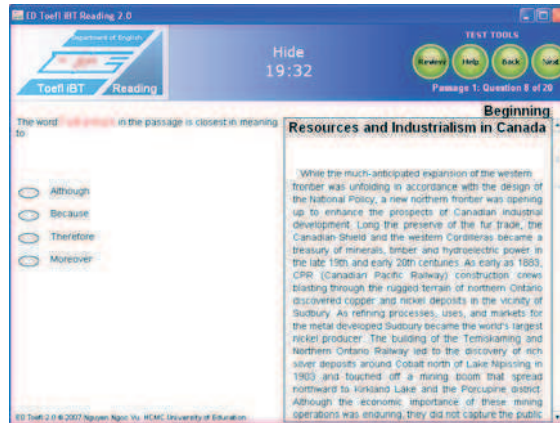 ED Toefl iBT Reading 2.0
Department of English
Toefl iBT Reading
Hide
19:32
TEST TOOLS
Review Help Back Next
Passage 1: Question 8 of 20
The word in the passage is closest in meaning
to
Although
Because
Therefore
Moreover
Beginning
Resources and Industrialism in Canada
While the much-anticipated expansion of the western
frontier was unfolding in accordance with the design of
the National Policy, a new northern frontier was opening
up to enhance the prospects of Canadian industrial
development. Long the preserve of the fur trade, the
Canadian Shield and the western Cordilleras became a
treasury of minerals, timber and hydroelectric power in
the late 19th and early 20th centuries. As early as 1883,
CPR (Canadian Pacific Railway) construction crews
blasting through the rugged terrain of northern Ontario
discovered copper and nickel deposits in the vicinity of
Sudbury. As refining processes, uses, and markets for
the metal developed Sudbury became the world's largest
nickel producer. The building of the Temiskaming and
Northern Ontario Railway led to the discovery of rich
silver deposits around Cobalt north of Lake Nipissing in
1903 and touched off a mining boom that spread
northward to Kirkland Lake and the Porcupine district.
Although the economic importance of these mining
operations was enduring, they did not capture the public
ED Toefl 2.0 © 2007 Nguyen Ngoc Vu. HCMC University of Education